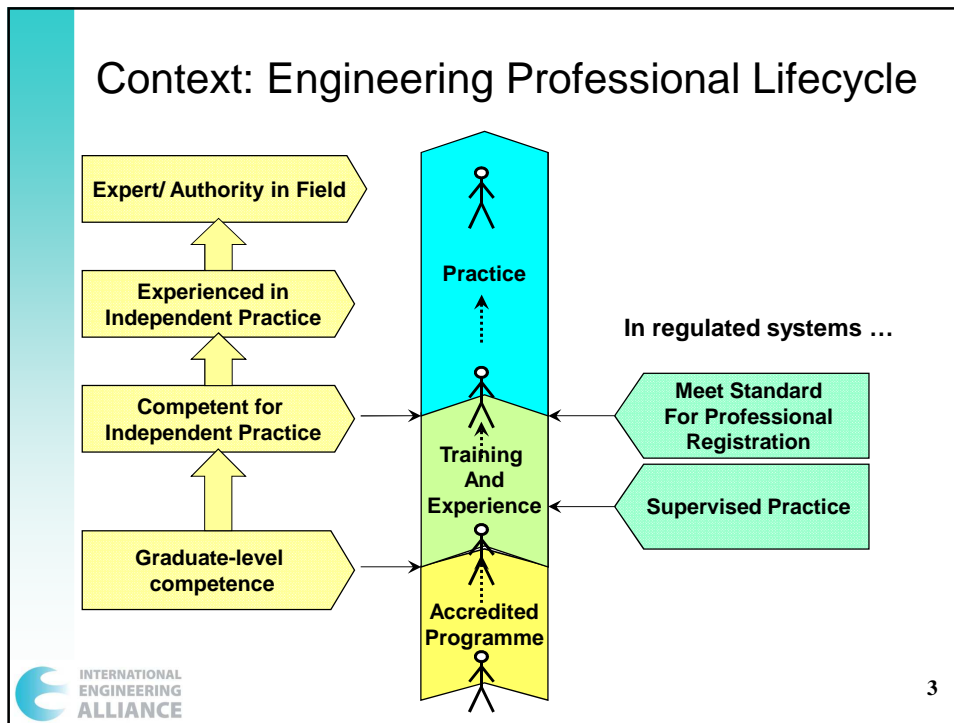 Context: Engineering Professional Lifecycle
Expert/ Authority in Field
Experienced in
Independent Practice
Competent for
Independent Practice
Graduate-level
competence
Practice
Training
And
Experience
Accredited
Programme
In regulated systems …
Meet Standard
For Professional
Registration
Supervised Practice
INTERNATIONAL
ENGINEERING
ALLIANCE
3